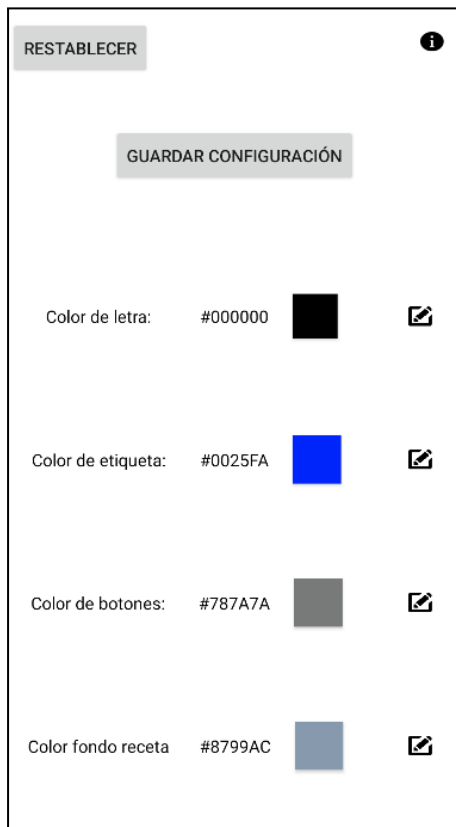 RESTABLECER
GUARDAR CONFIGURACIÓN
Color de letra: #000000
Color de etiqueta: #0025FA
Color de botones: #787A7A
Color fondo receta #8799AC